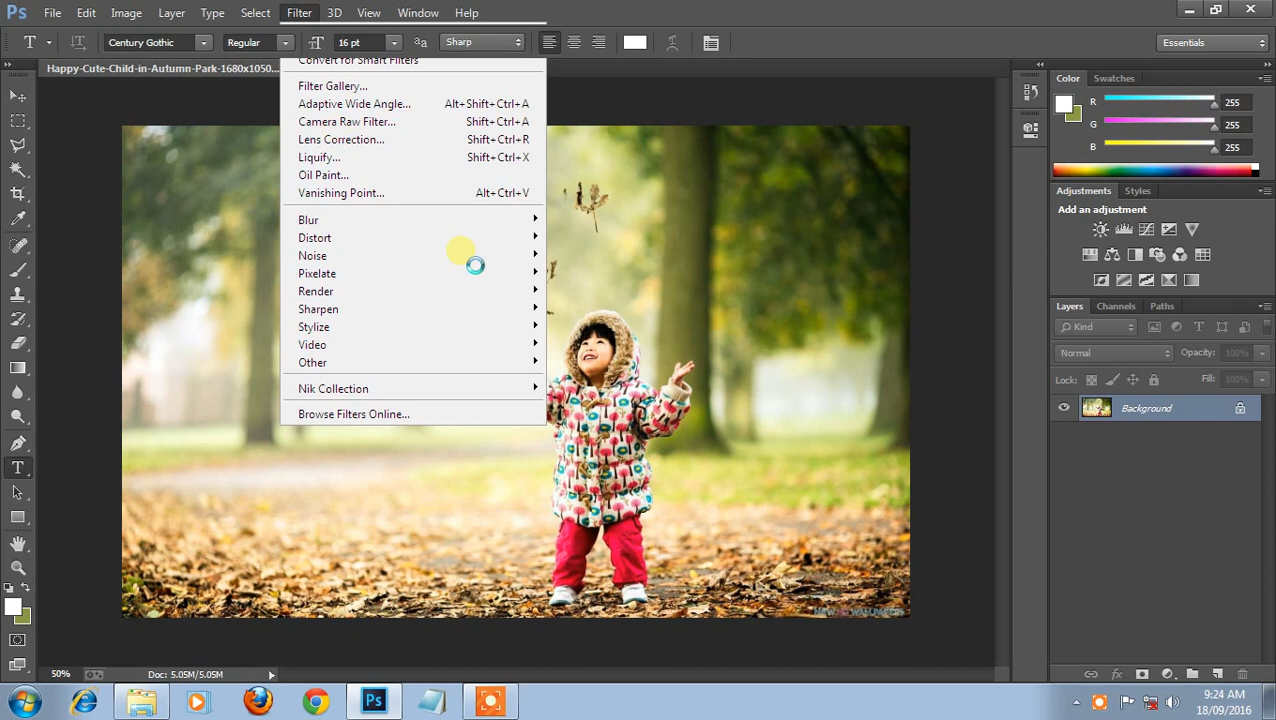 Ps File Edit Image Layer Type Select Filter 3D View Window Help
T Century Gothic Regular 16 pt aa Sharp Essentials
Happy-Cute-Child-in-Autumn-Park-1680x1050...
Convert for Smart Filters
Filter Gallery...
Adaptive Wide Angle... Alt+Shift+Ctrl+A
Camera Raw Filter... Shift+Ctrl+A
Lens Correction... Shift+Ctrl+R
Liquify... Shift+Ctrl+X
Oil Paint...
Vanishing Point... Alt+Ctrl+V
Blur
Distort
Noise
Pixelate
Render
Sharpen
Stylize
Video
Other
Nik Collection
Browse Filters Online...
Color Swatches
R 255
G 255
B 255
Adjustments Styles
Add an adjustment
Layers Channels Paths
Kind
Normal Opacity: 100%
Lock: Fill: 100%
Background
WALLPAPERS
50% Doc: 5.05M/5.05M
Ps
9:24 AM
18/09/2016